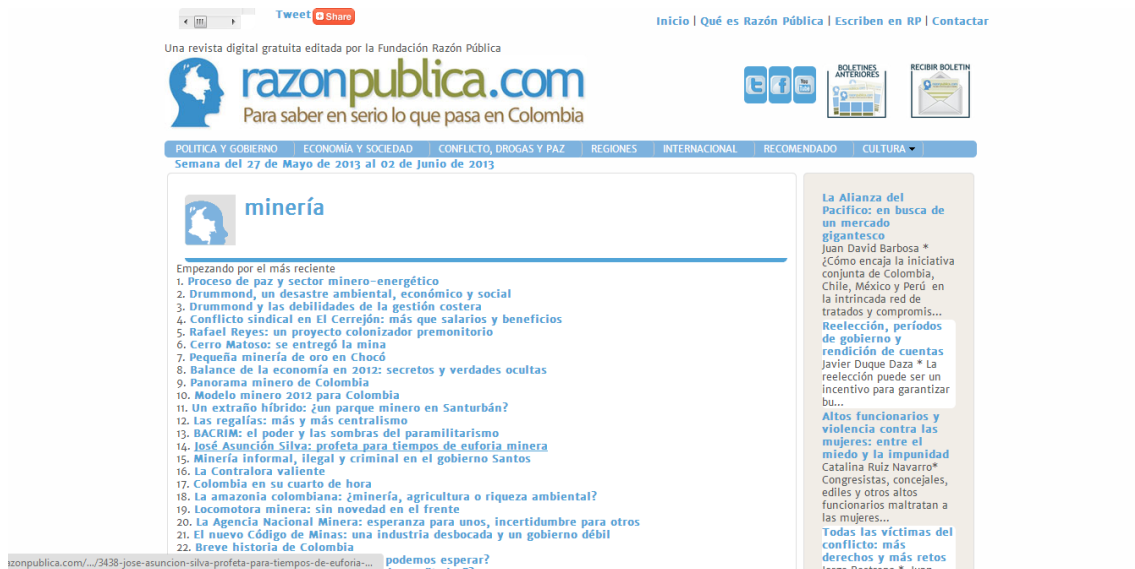 Tweet
Share
Inicio | Qué es Razón Pública | Escriben en RP | Contactar
Una revista digital gratuita editada por la Fundación Razón Pública
razonpublica.com
Para saber en serio lo que pasa en Colombia
BOLETINES
ANTERIORES
RECIBIR BOLETIN
You
Tube
POLITICA Y GOBIERNO
ECONOMÍA Y SOCIEDAD
CONFLICTO, DROGAS Y PAZ
REGIONES
INTERNACIONAL
RECOMENDADO
CULTURA
Semana del 27 de Mayo de 2013 al 02 de Junio de 2013
minería
Empezando por el más reciente
1. Proceso de paz y sector minero-energético
2. Drummond, un desastre ambiental, económico y social
3. Drummond y las debilidades de la gestión costera
4. Conflicto sindical en El Cerrejón: más que salarios y beneficios
5. Rafael Reyes: un proyecto colonizador premonitorio
6. Cerro Matoso: se entregó la mina
7. Pequeña minería de oro en Chocó
8. Balance de la economía en 2012: secretos y verdades ocultas
9. Panorama minero de Colombia
10. Modelo minero 2012 para Colombia
11. Un extraño híbrido: ¿un parque minero en Santurbán?
12. Las regalías: más y más centralismo
13. BACRIM: el poder y las sombras del paramilitarismo
14. José Asunción Silva: profeta para tiempos de euforia minera
15. Minería informal, ilegal y criminal en el gobierno Santos
16. La Contralora valiente
17. Colombia en su cuarto de hora
18. La amazonia colombiana: ¿minería, agricultura o riqueza ambiental?
19. Locomotora minera: sin novedad en el frente
20. La Agencia Nacional Minera: esperanza para unos, incertidumbre para otros
21. El nuevo Código de Minas: una industria desbocada y un gobierno débil
22. Breve historia de Colombia
podemos esperar?
azonpublica.com/.../3438-jose-asuncion-silva-profeta-para-tiempos-de-euforia-...
La Alianza del
Pacifico: en busca de
un mercado
gigantesco
Juan David Barbosa *
¿Cómo encaja la iniciativa
conjunta de Colombia,
Chile, México y Perú en
la intrincada red de
tratados y compromis...
Reelección, períodos
de gobierno y
rendición de cuentas
Javier Duque Daza * La
reelección puede ser un
incentivo para garantizar
bu...
Altos funcionarios y
violencia contra las
mujeres: entre el
miedo y la impunidad
Catalina Ruiz Navarro*
Congresistas, concejales,
ediles y otros altos
funcionarios maltratan a
las mujeres...
Todas las víctimas del
conflicto: más
derechos y más retos